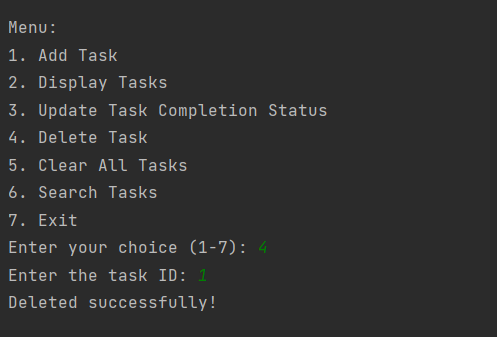 Menu:
1. Add Task
2. Display Tasks
3. Update Task Completion Status
4. Delete Task
5. Clear All Tasks
6. Search Tasks
7. Exit
Enter your choice (1-7): 4
Enter the task ID: 1
Deleted successfully!